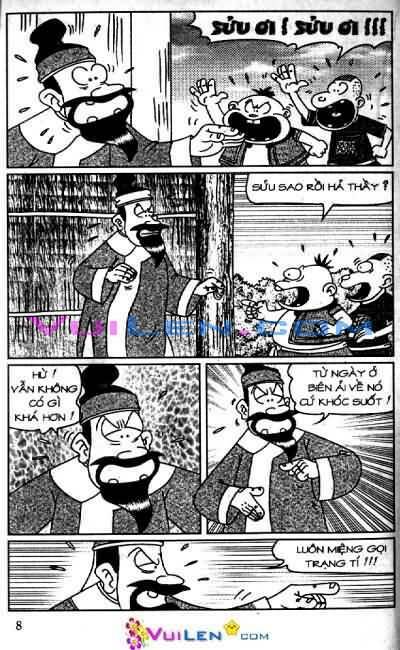 SỬU ƠI ! SỬU ƠI !!!
SỬU SAO RỒI HẢ THẦY ?
VUILEN.COM
HỪ !
VẪN KHÔNG
CÓ GÌ
KHÁ HƠN !
TỪ NGÀY Ở
BIÊN ẢI VỀ NÓ
CỨ KHÓC SUỐT !
LUÔN MIỆNG GỌI
TRẠNG TÍ !!!
8
VUILEN.COM